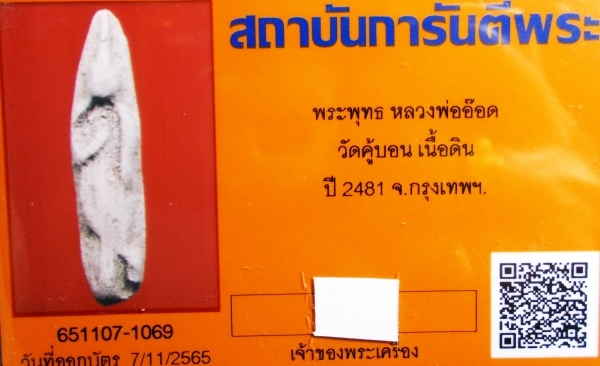 สถาบันการันตีพระ
พระพุทธ หลวงพ่ออ๊อด
วัดคู้บอน เนื้อดิน
ปี 2481 จ.กรุงเทพฯ.
651107-1069
วันที่ออกบัตร 7/11/2565
เจ้าของพระเครื่อง